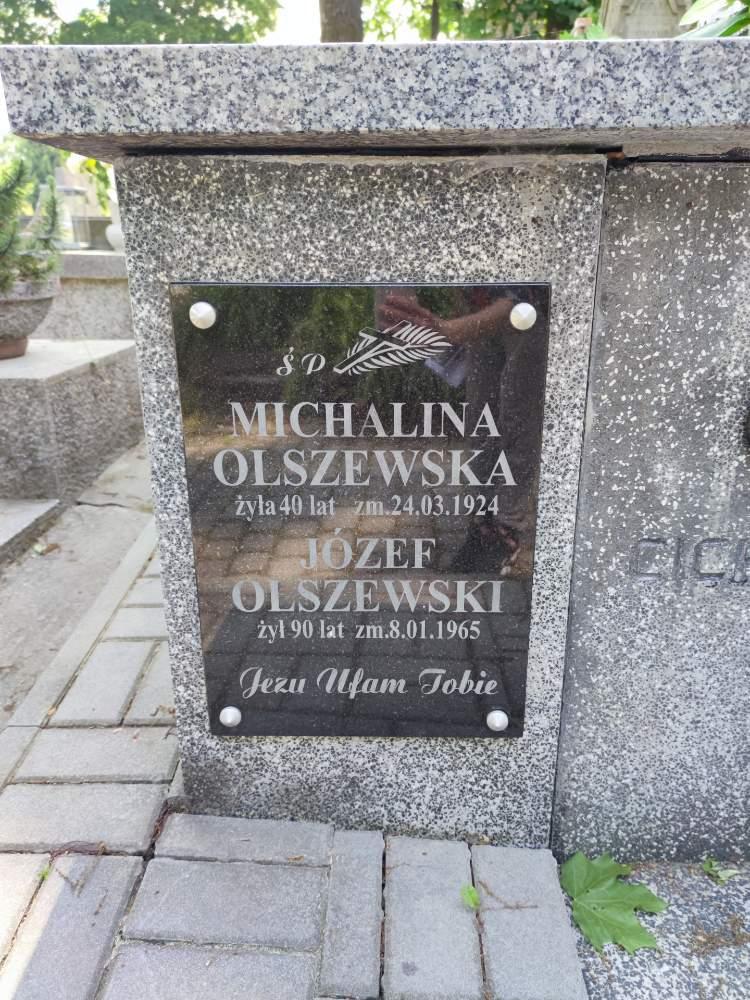 ś P
MICHALINA
OLSZEWSKA
żyła 40 lat zm.24.03.1924
JÓZEF
OLSZEWSKI
żył 90 lat zm.8.01.1965
Jezu Ufam Tobie